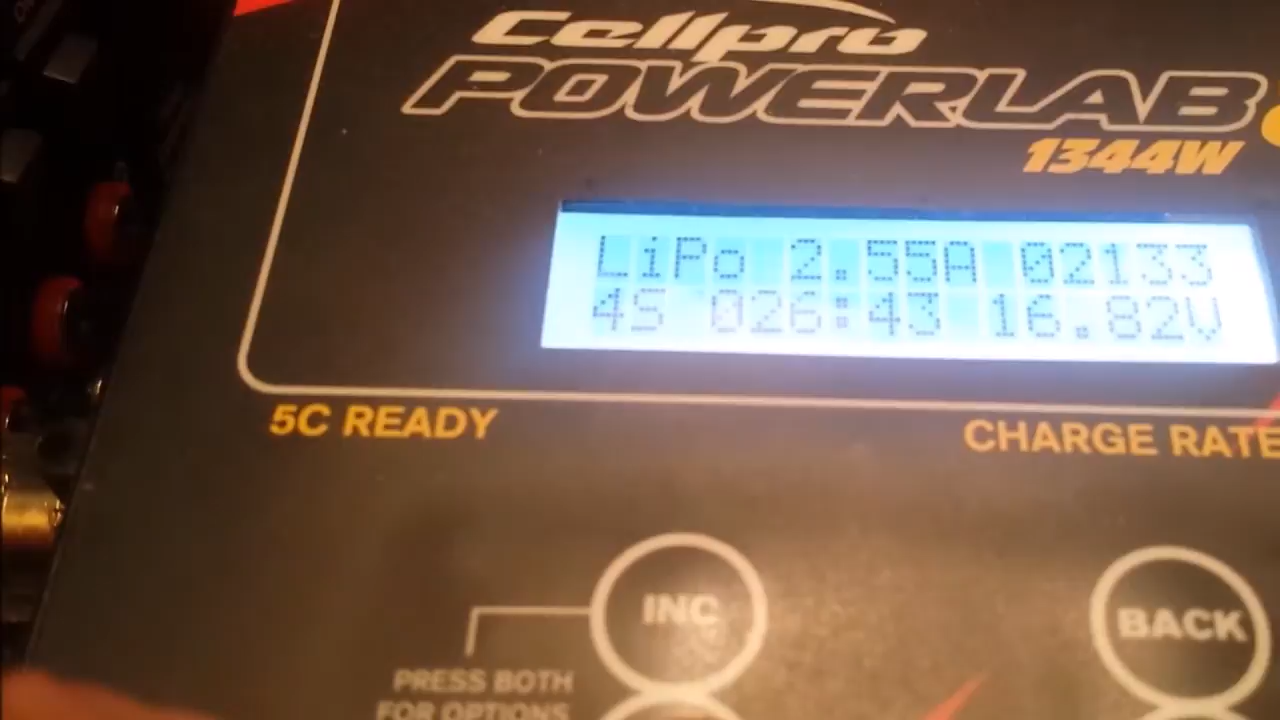 Cellpro
POWERLAB
1344W
LiPo 2.55A 02133
4S 026:43 16.82V
5C READY
CHARGE RATE
INC
BACK
PRESS BOTH
FOR OPTIONS